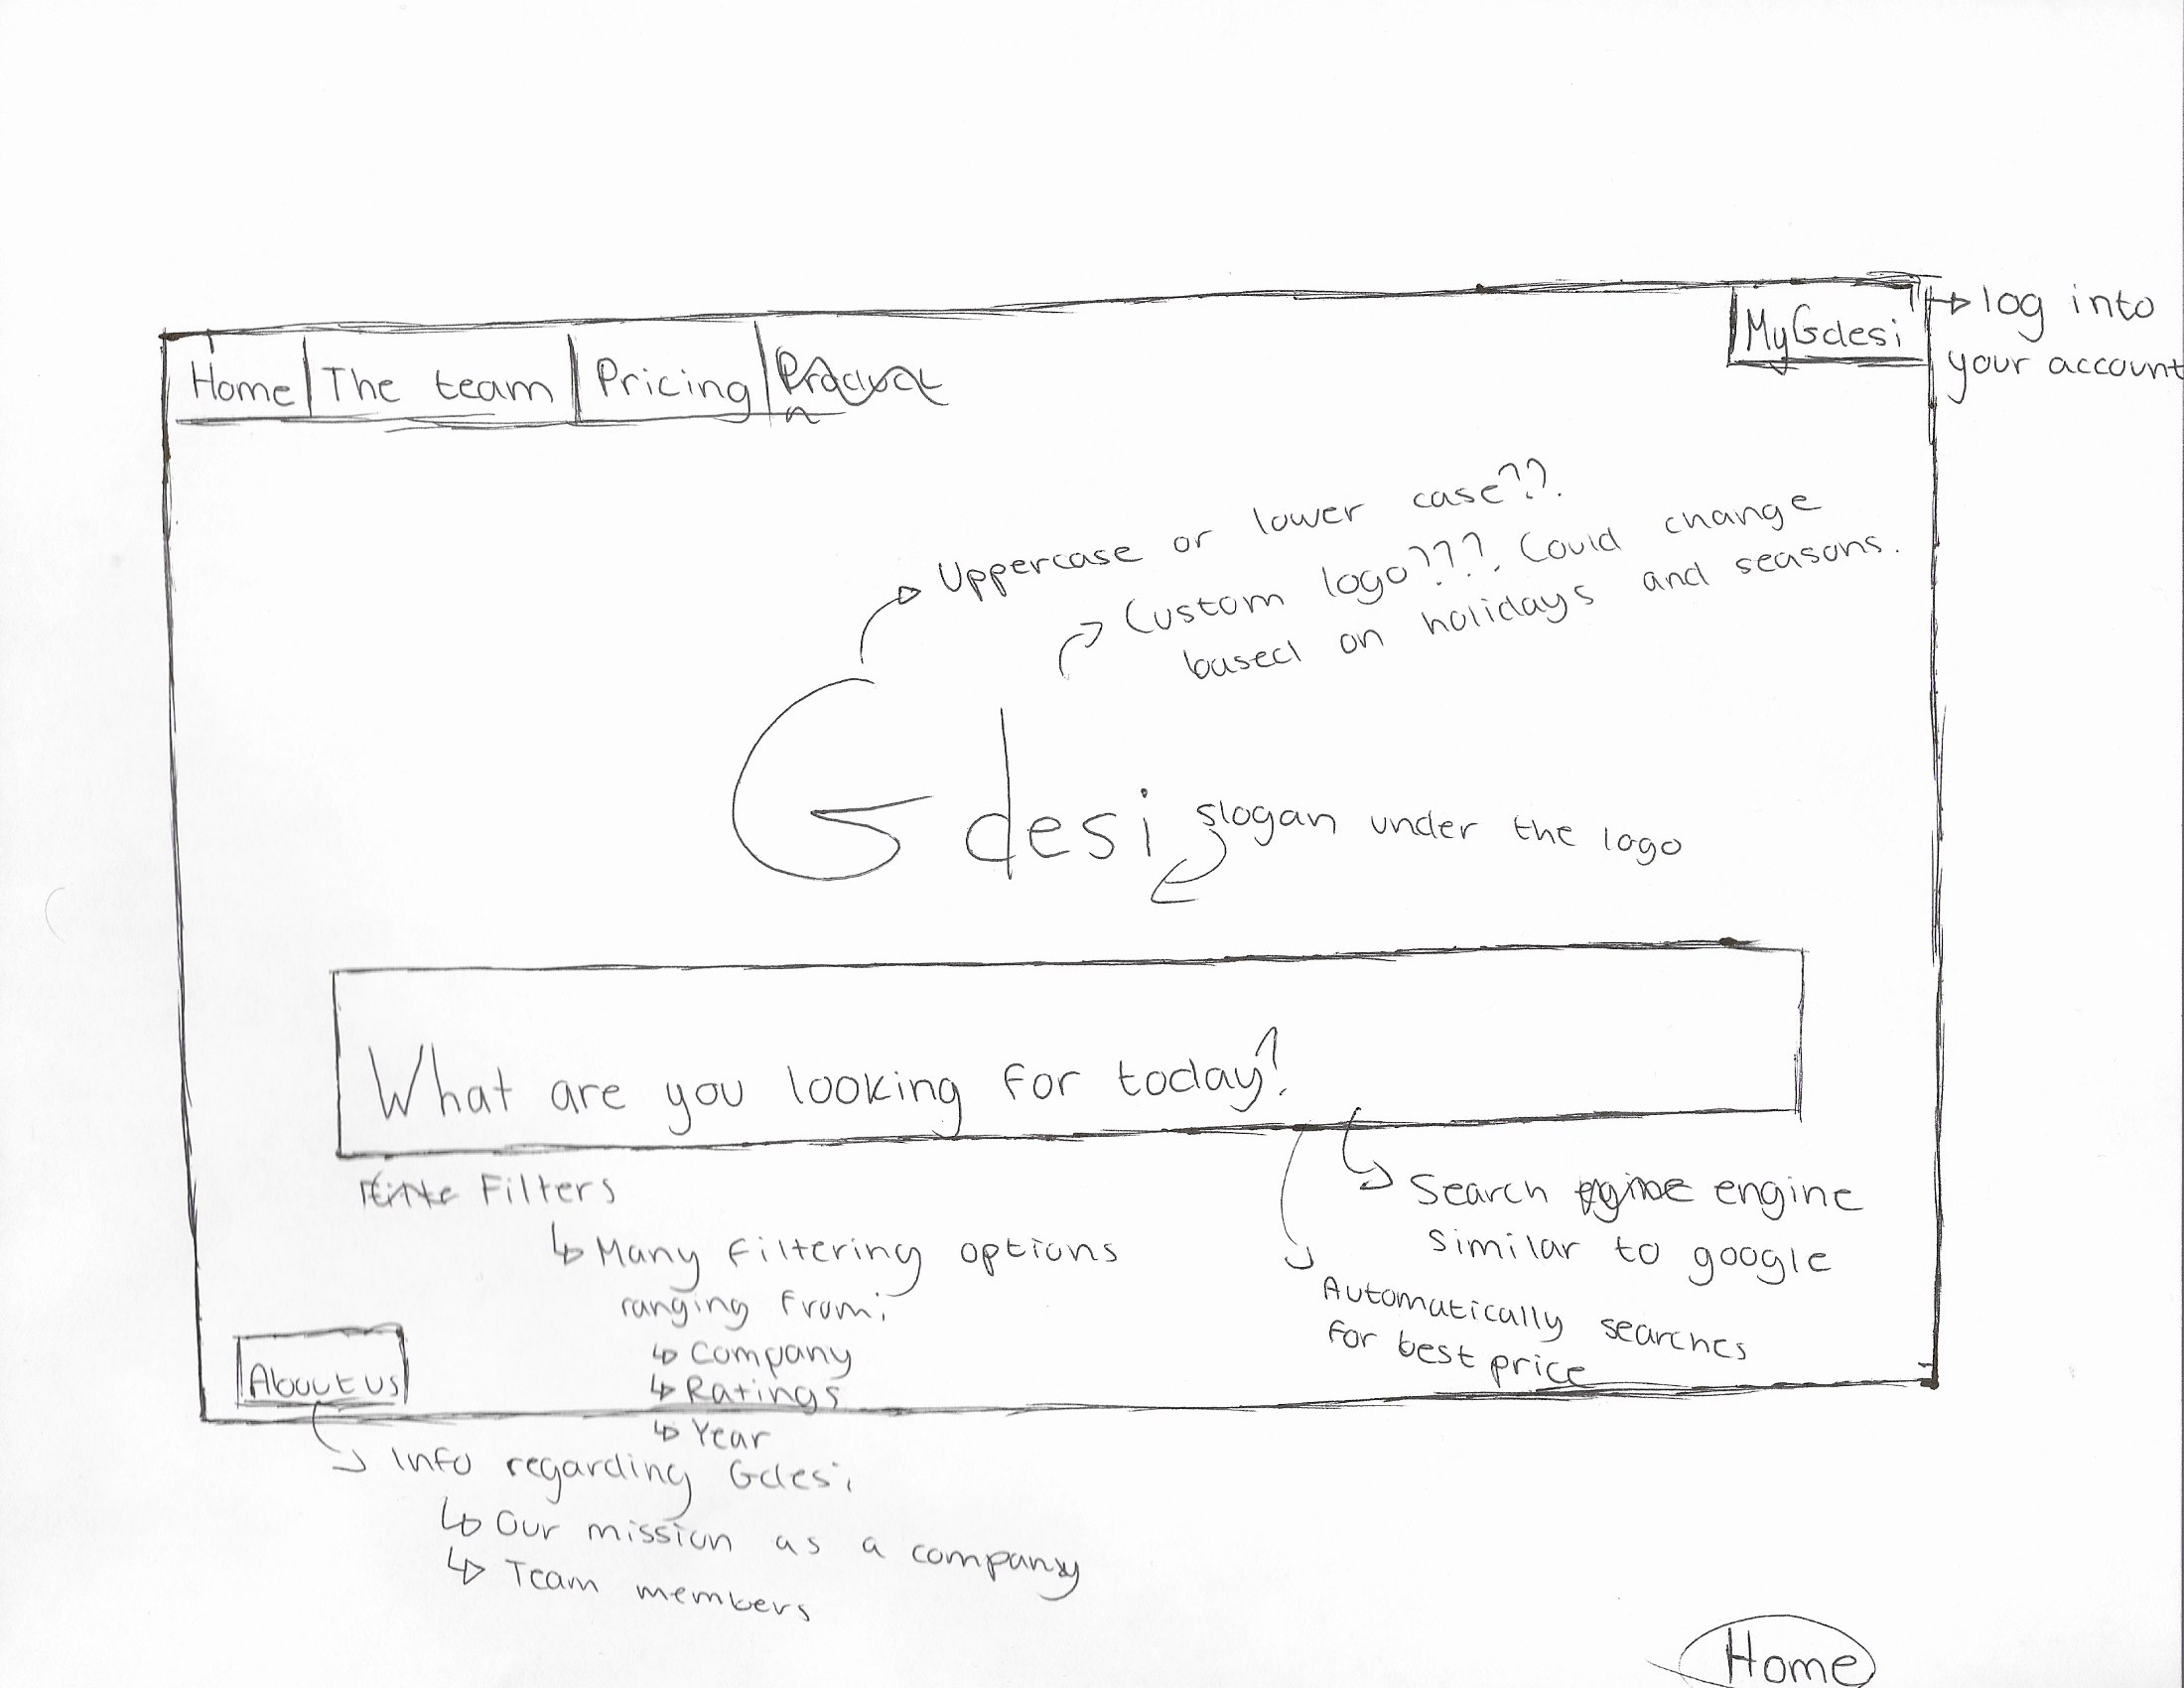 Home The team Pricing
MyGdesi
log into
your account
Uppercase or lower case??
Custom logo???. Could change
based on holidays and seasons.
Gdesi
slogan under the logo
What are you looking for today?
Filters
Many filtering options
ranging from:
Company
Ratings
Year
Search engine
similar to google
Automatically searches
for best price
About us
Info regarding Gdesi
Our mission as a company
Team members
Home